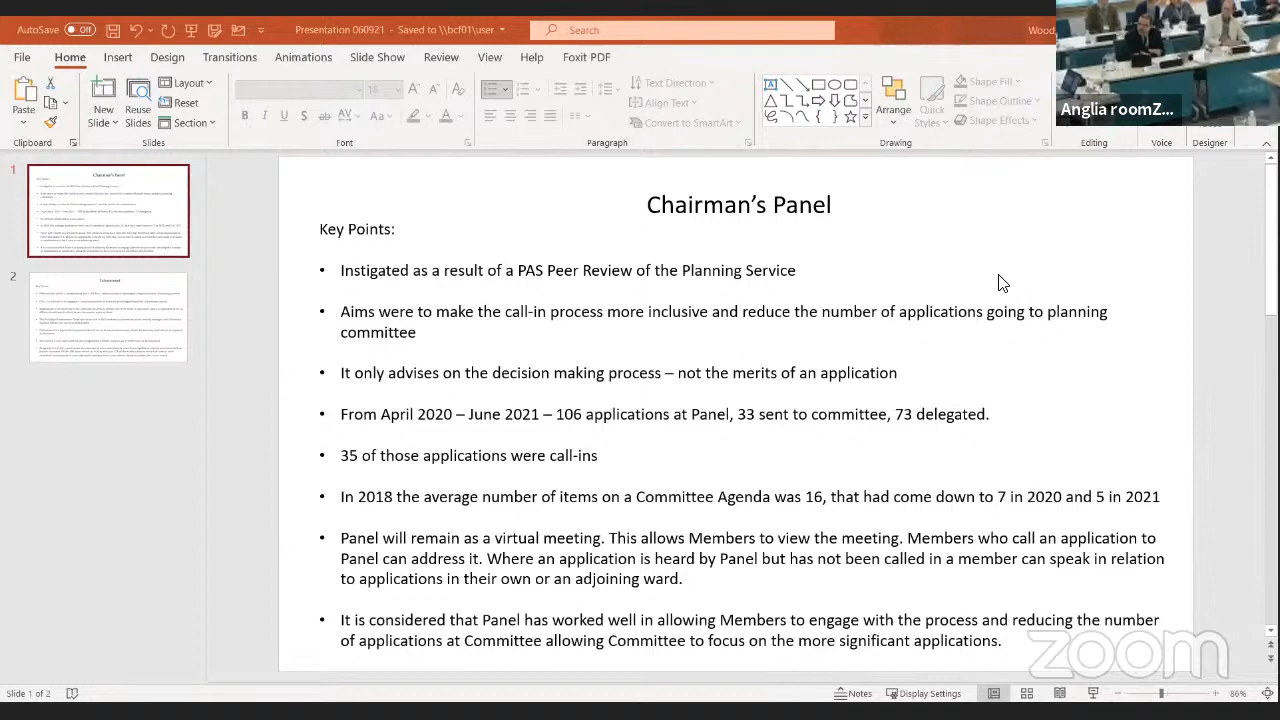 AutoSave Off Presentation 060921 - Saved to \\bcf01\user Search Wood,
File Home Insert Design Transitions Animations Slide Show Review View Help Foxit PDF
Paste New Slide Reuse Slides Layout Reset Section
18 Text Direction Align Text Convert to SmartArt
Arrange Quick Styles Shape Fill Shape Outline Shape Effects
Anglia roomZ...
Clipboard Slides Font Paragraph Drawing Editing Voice Designer
1
2
Chairman's Panel
Key Points:
• Instigated as a result of a PAS Peer Review of the Planning Service
• Aims were to make the call-in process more inclusive and reduce the number of applications going to planning
committee
• It only advises on the decision making process – not the merits of an application
• From April 2020 – June 2021 – 106 applications at Panel, 33 sent to committee, 73 delegated.
• 35 of those applications were call-ins
• In 2018 the average number of items on a Committee Agenda was 16, that had come down to 7 in 2020 and 5 in 2021
• Panel will remain as a virtual meeting. This allows Members to view the meeting. Members who call an application to
Panel can address it. Where an application is heard by Panel but has not been called in a member can speak in relation
to applications in their own or an adjoining ward.
• It is considered that Panel has worked well in allowing Members to engage with the process and reducing the number
of applications at Committee allowing Committee to focus on the more significant applications.
zoom
Slide 1 of 2 Notes Display Settings 86%